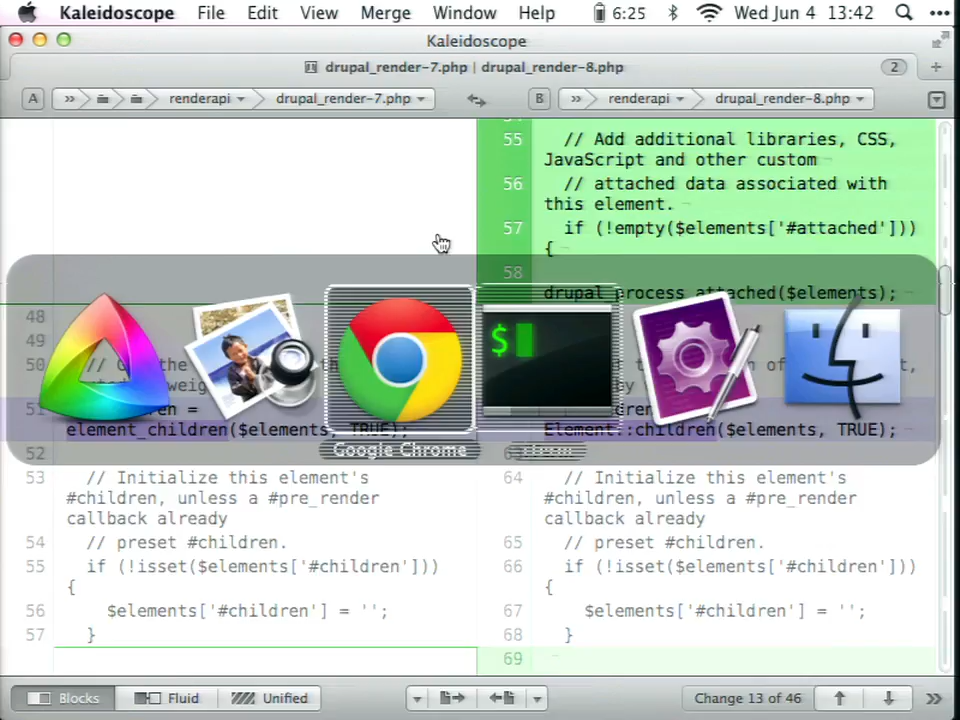 Kaleidoscope File Edit View Merge Window Help 6:25 Wed Jun 4 13:42
Kaleidoscope
drupal_render-7.php | drupal_render-8.php 2
A renderapi drupal_render-7.php B renderapi drupal_render-8.php
55 // Add additional libraries, CSS,
JavaScript and other custom
56 // attached data associated with
this element.
57 if (!empty($elements['#attached']))
{
58
drupal_process_attached($elements);
48
49
50
51
element_children($elements, TRUE);
Element::children($elements, TRUE);
$
Google Chrome
52
53 // Initialize this element's
#children, unless a #pre_render
callback already
54 // preset #children.
55 if (!isset($elements['#children']))
{
56 $elements['#children'] = '';
57 }
64 // Initialize this element's
#children, unless a #pre_render
callback already
65 // preset #children.
66 if (!isset($elements['#children']))
{
67 $elements['#children'] = '';
68 }
69
Blocks Fluid Unified Change 13 of 46